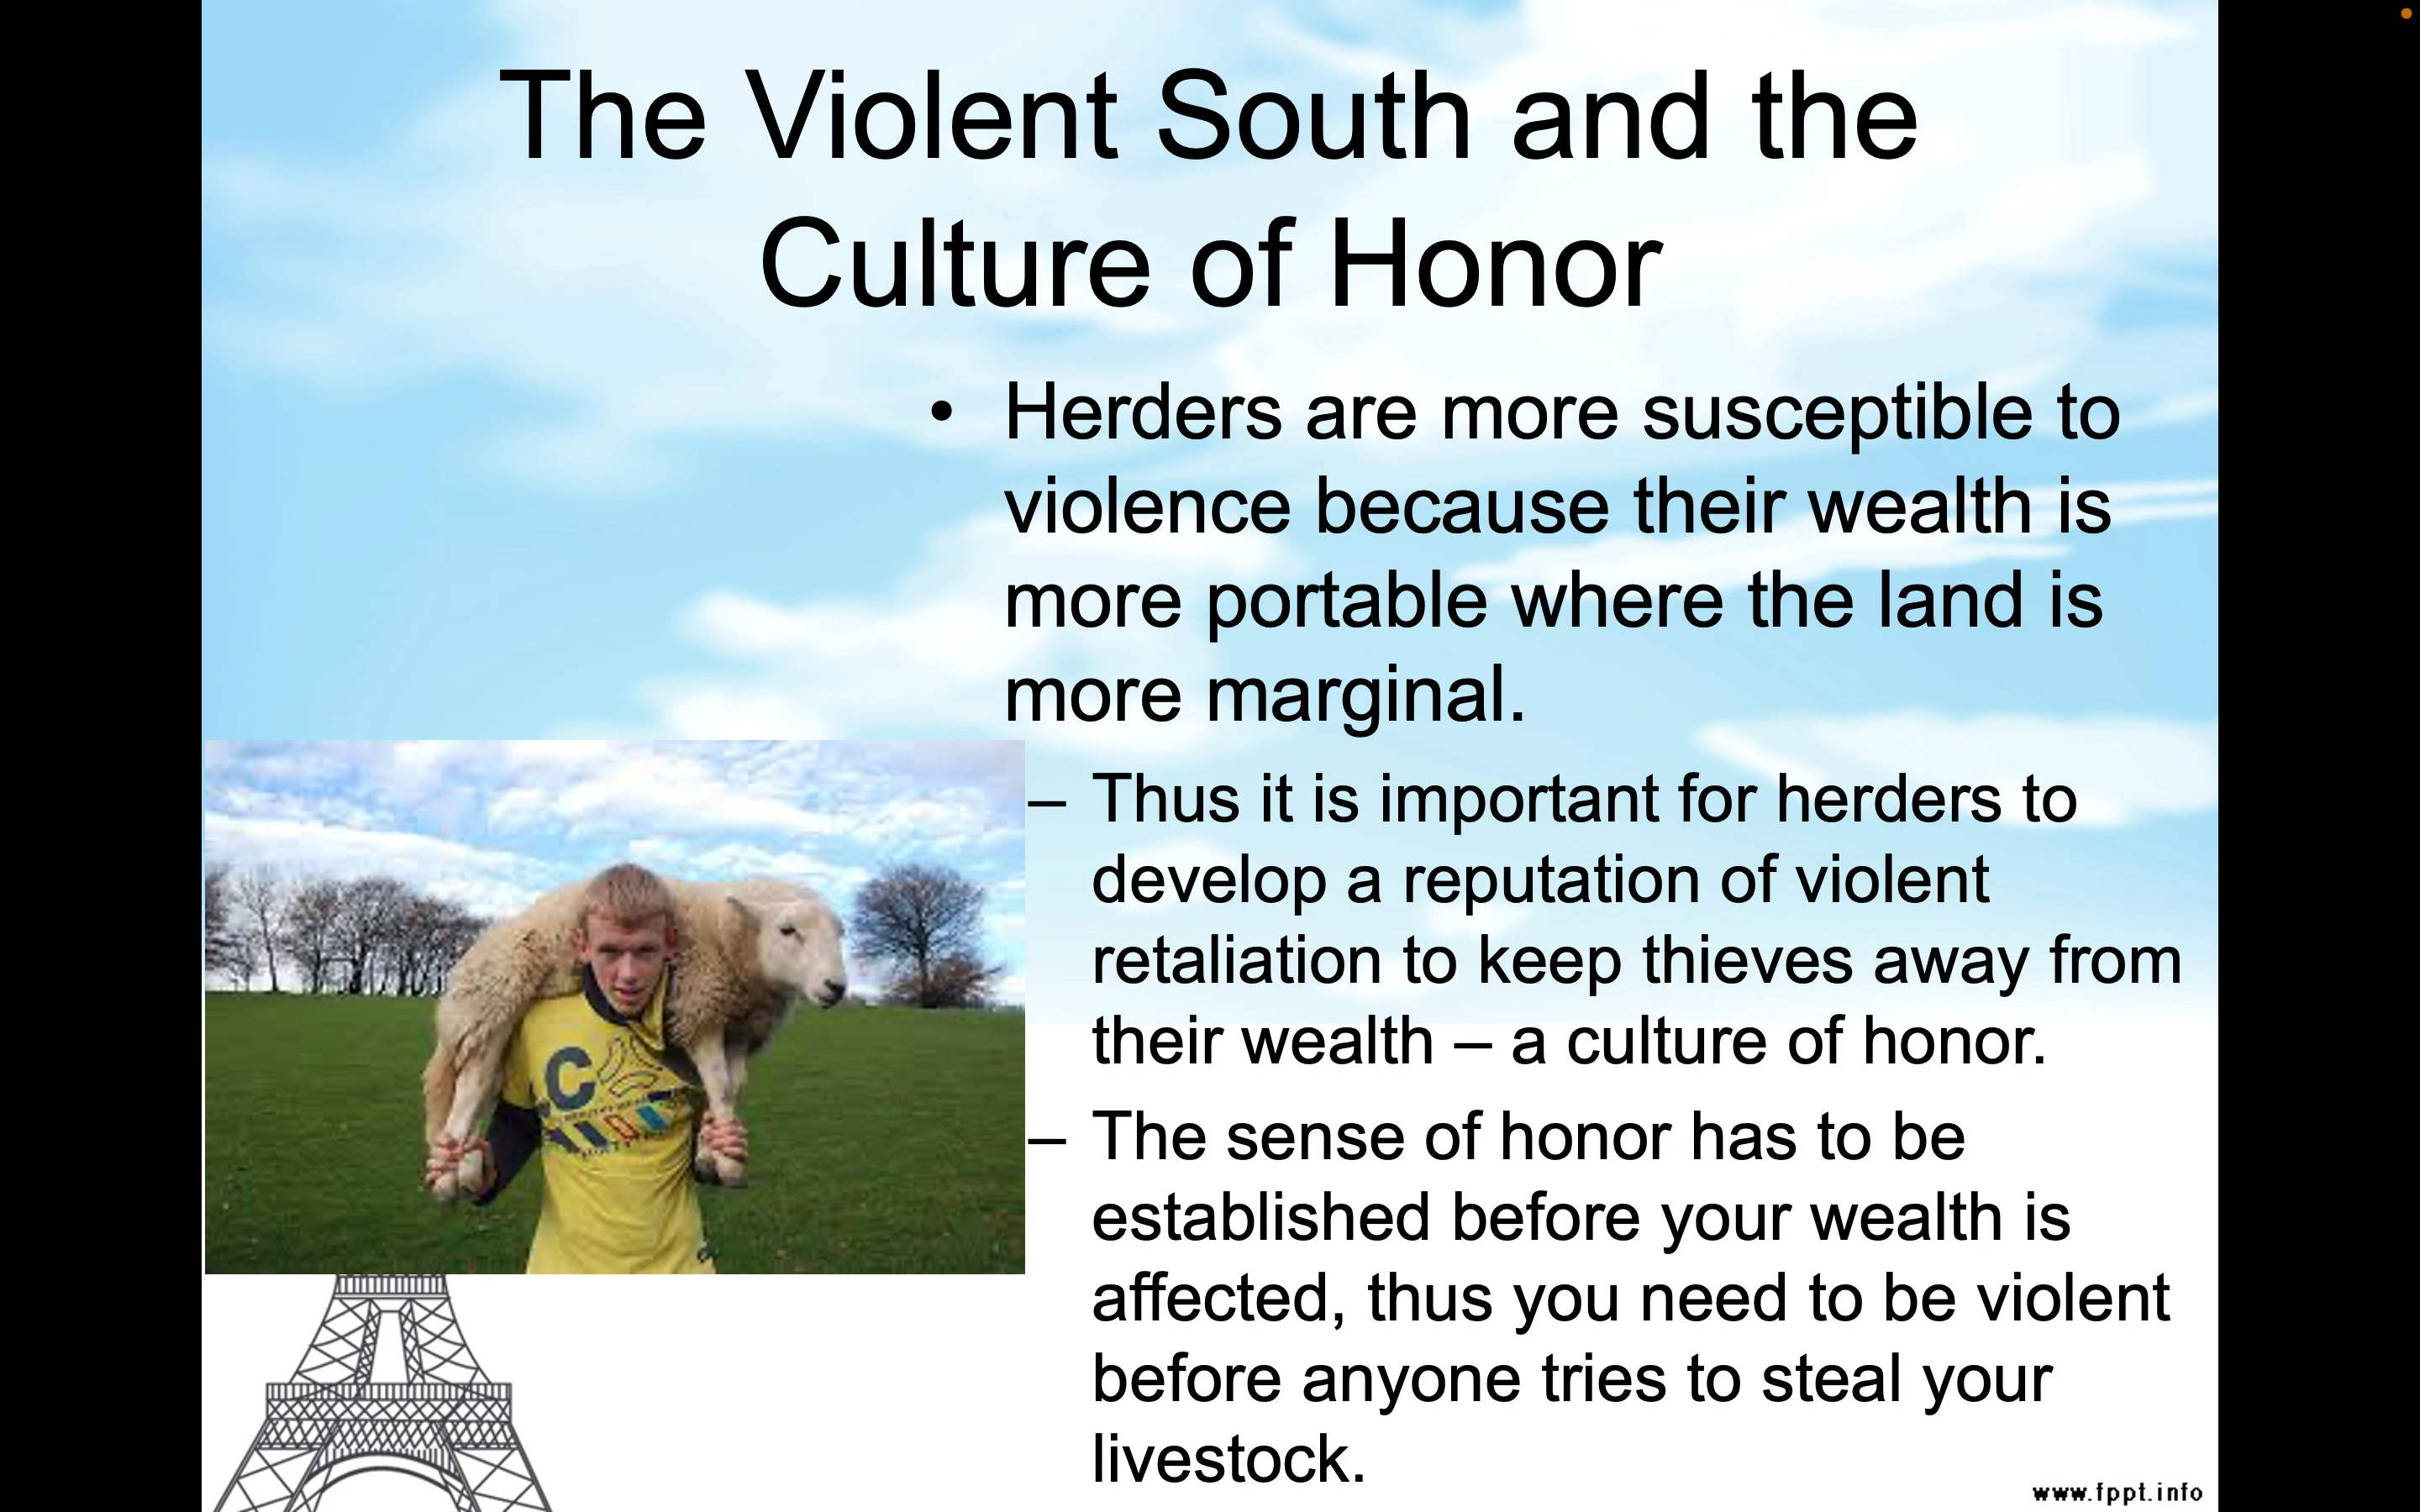 The Violent South and the
Culture of Honor
• Herders are more susceptible to
violence because their wealth is
more portable where the land is
more marginal.
– Thus it is important for herders to
develop a reputation of violent
retaliation to keep thieves away from
their wealth – a culture of honor.
– The sense of honor has to be
established before your wealth is
affected, thus you need to be violent
before anyone tries to steal your
livestock.
C
www.fppt.info